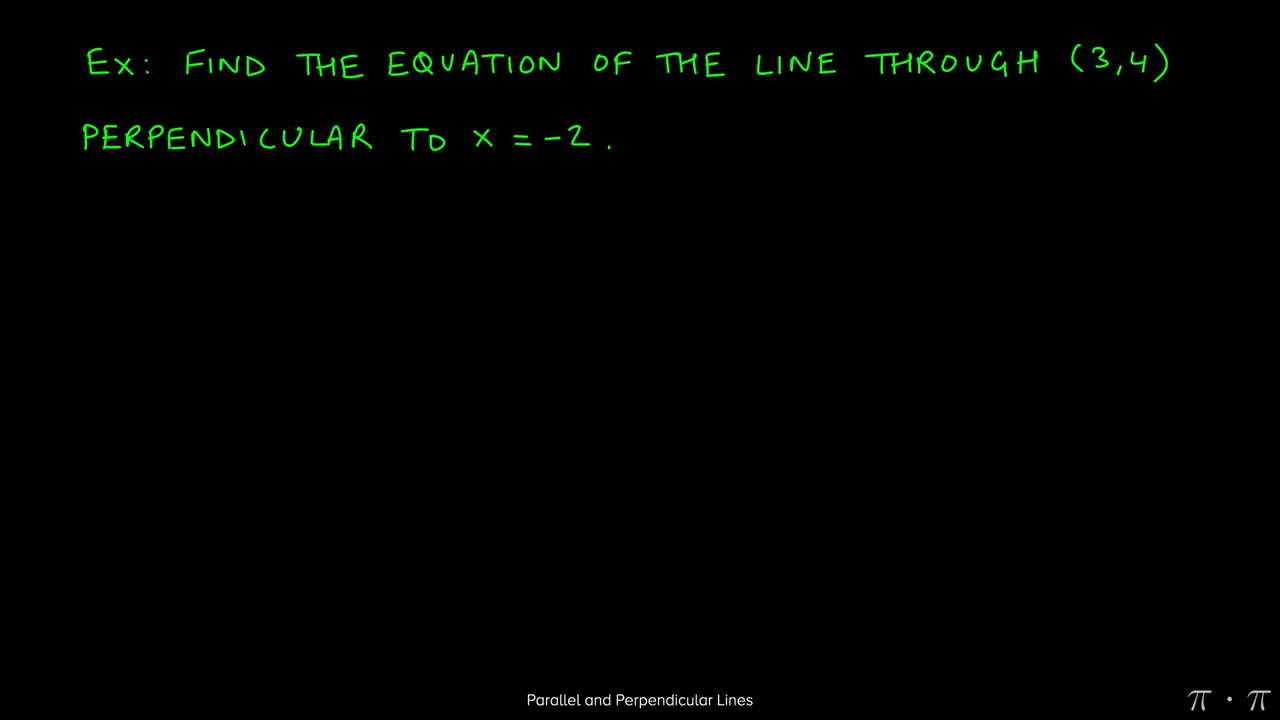 Ex: FIND THE EQUATION OF THE LINE THROUGH (3,4)
PERPENDICULAR TO x = -2.
Parallel and Perpendicular Lines
π · π